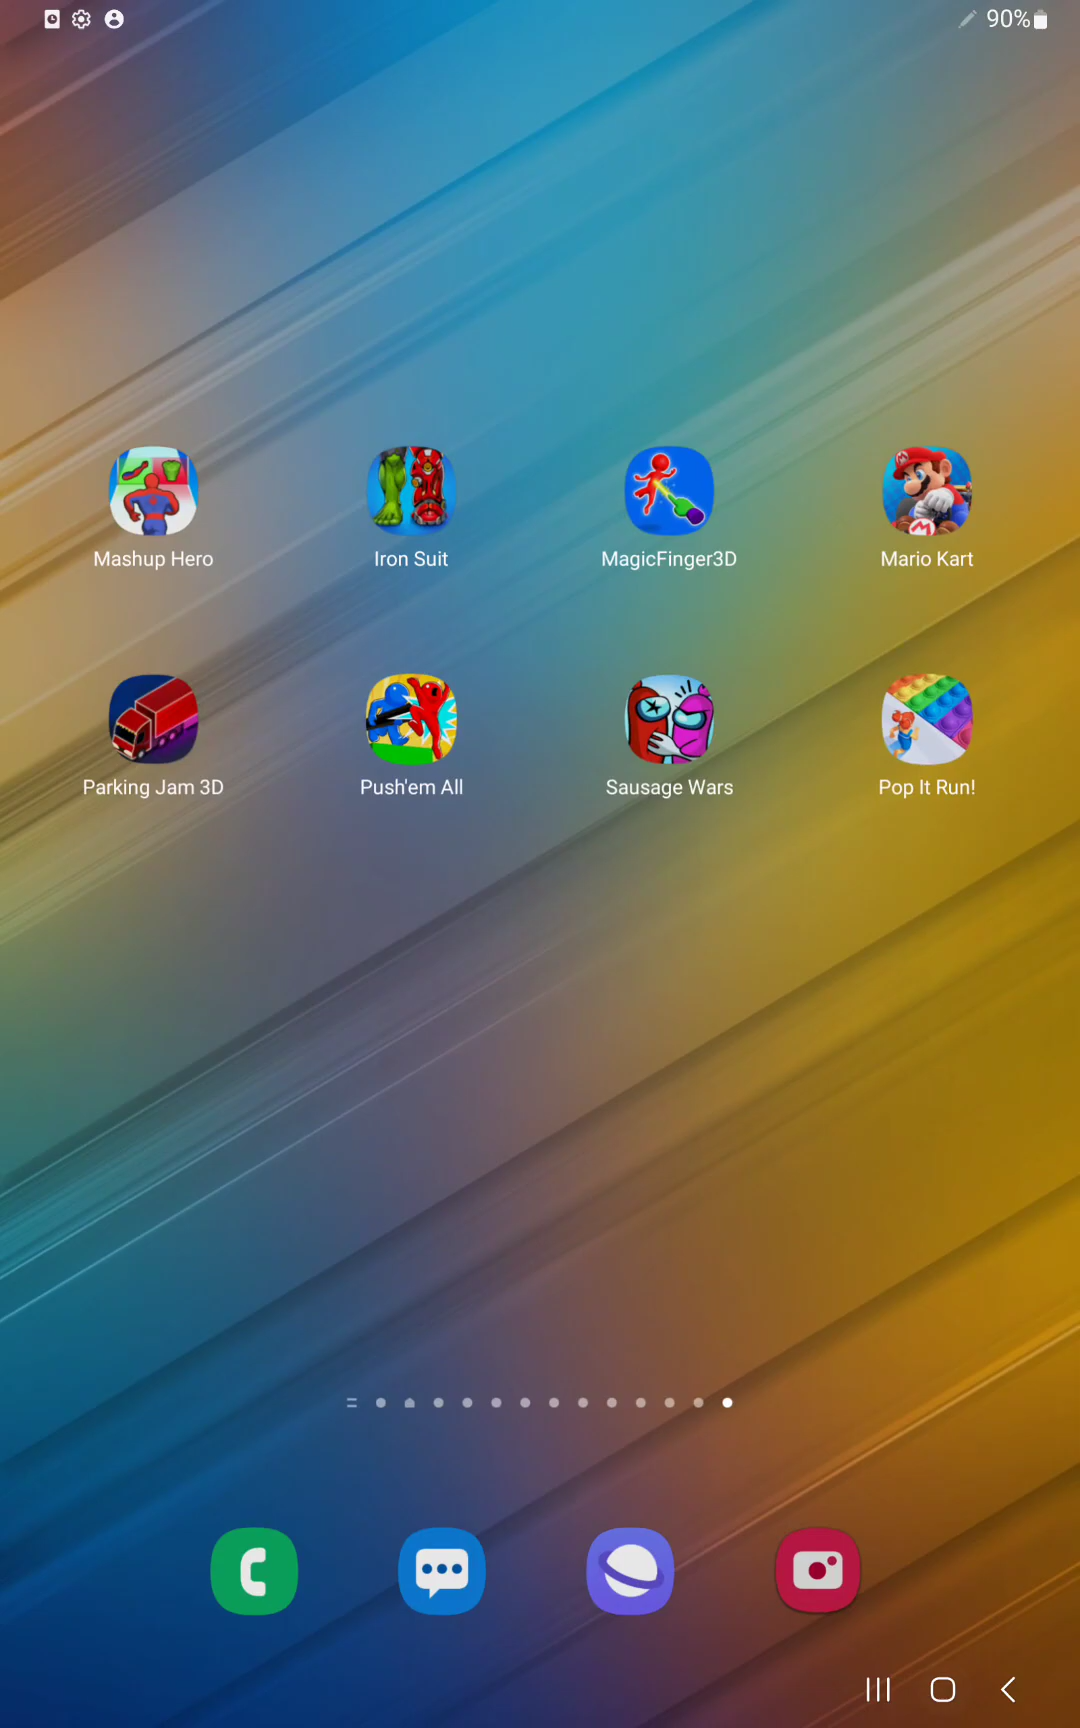 90%
Mashup Hero
Iron Suit
MagicFinger3D
Mario Kart
Parking Jam 3D
Push'em All
Sausage Wars
Pop It Run!